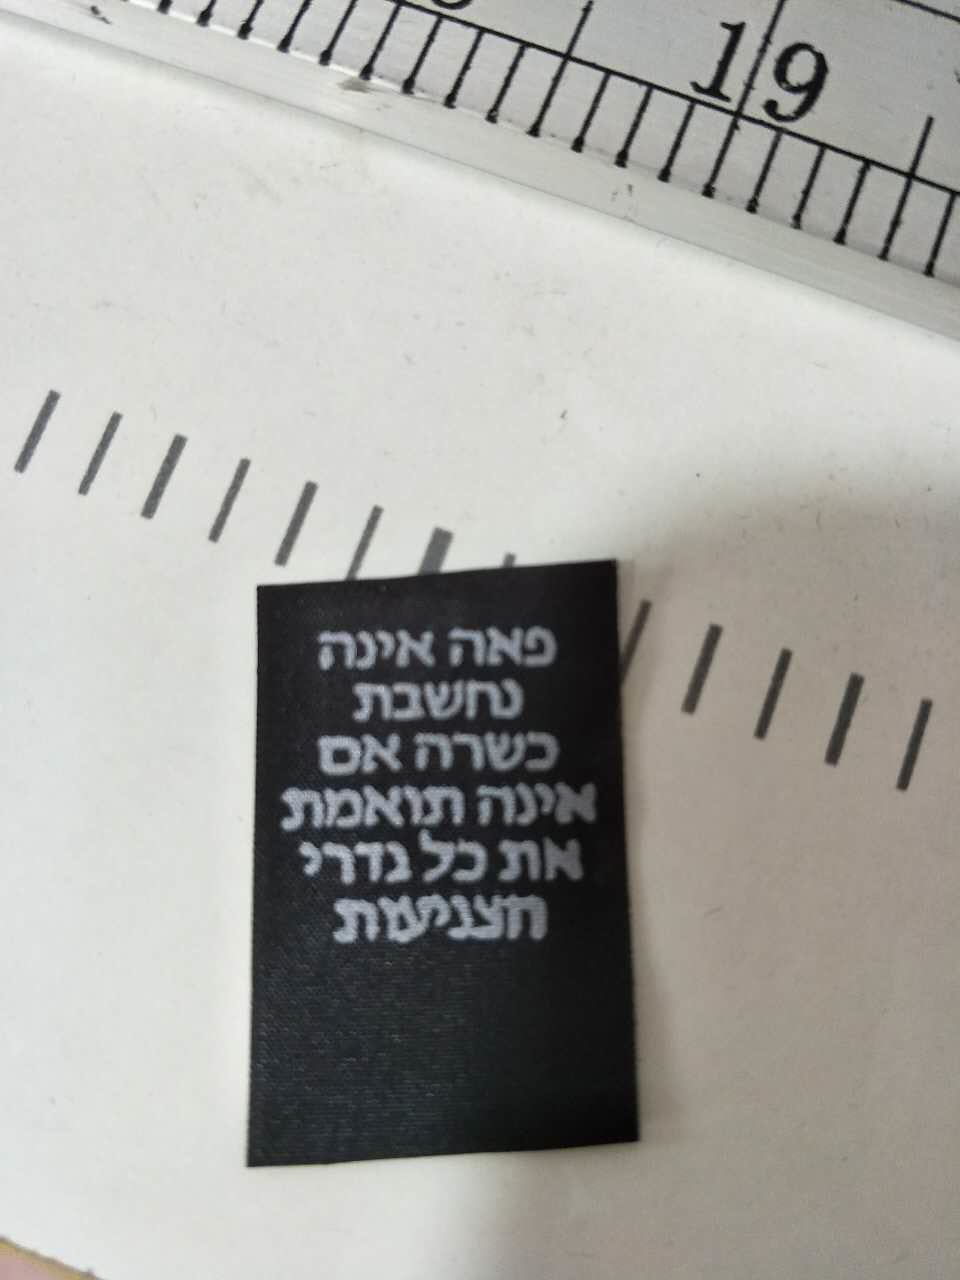 19
פאה אינה
נחשבת
כשרה אם
אינה תואמת
את כל גדרי
הצניעות